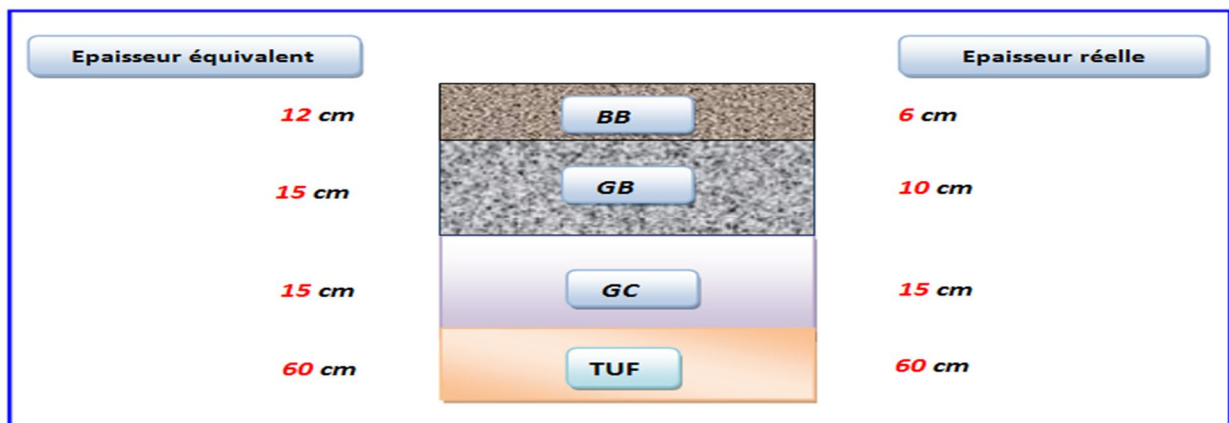 Epaisseur équivalent
Epaisseur réelle
12 cm
BB
6 cm
15 cm
GB
10 cm
15 cm
GC
15 cm
60 cm
TUF
60 cm